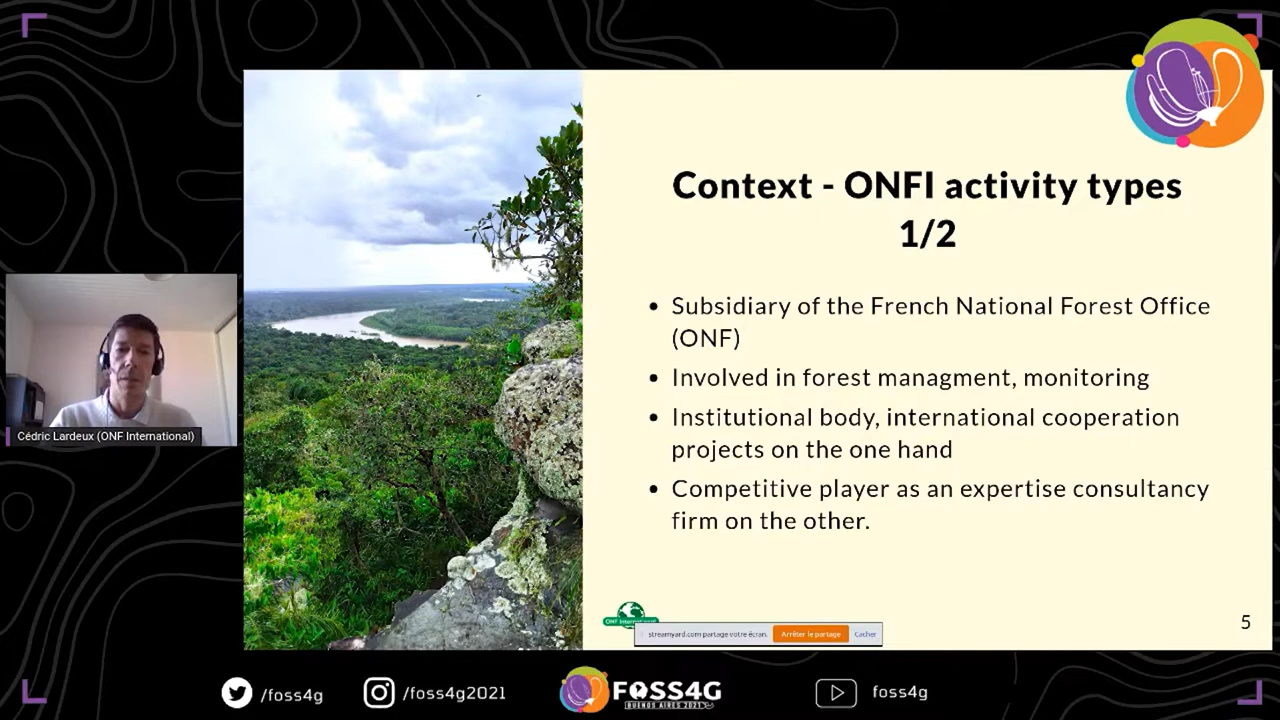 Context - ONFI activity types
1/2
• Subsidiary of the French National Forest Office
(ONF)
• Involved in forest managment, monitoring
• Institutional body, international cooperation
projects on the one hand
• Competitive player as an expertise consultancy
firm on the other.
Cédric Lardeux (ONF International)
ONF International
streamyard.com partage votre écran. Arrêter le partage Cacher
5
/foss4g /foss4g2021 FOSS4G foss4g
BUENOS AIRES 2021